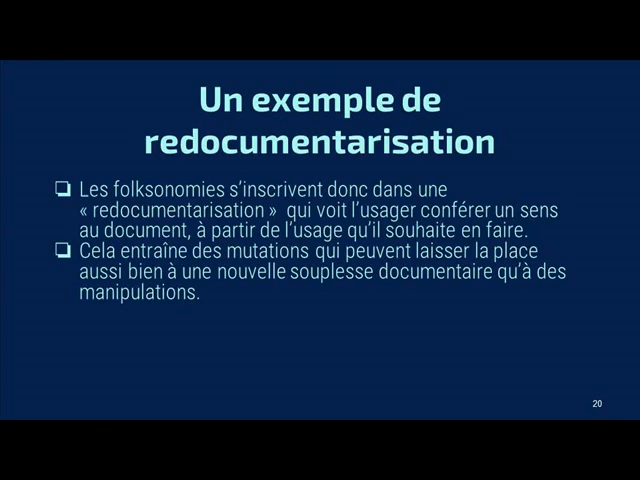 Un exemple de
redocumentarisation
❏ Les folksonomies s’inscrivent donc dans une
« redocumentarisation »  qui voit l’usager conférer un sens
au document, à partir de l’usage qu’il souhaite en faire.
❏ Cela entraîne des mutations qui peuvent laisser la place
aussi bien à une nouvelle souplesse documentaire qu’à des
manipulations.
20